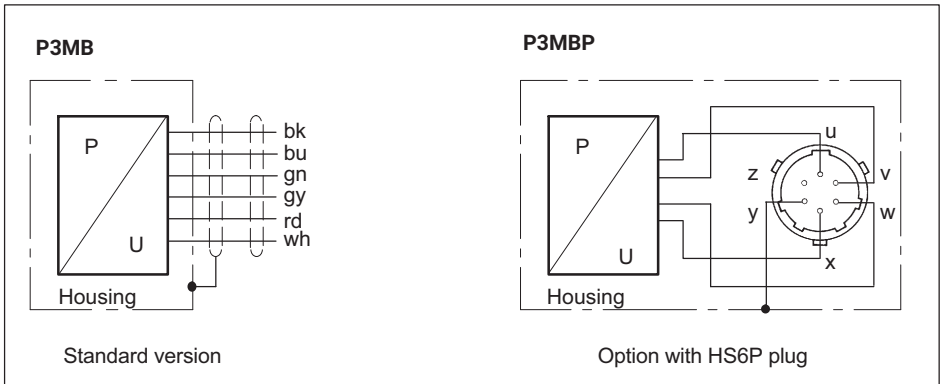 P3MB
P
U
bk
bu
gn
gy
rd
wh
Housing
Standard version
P3MBP
P
U
u
z
v
y
w
x
Housing
Option with HS6P plug